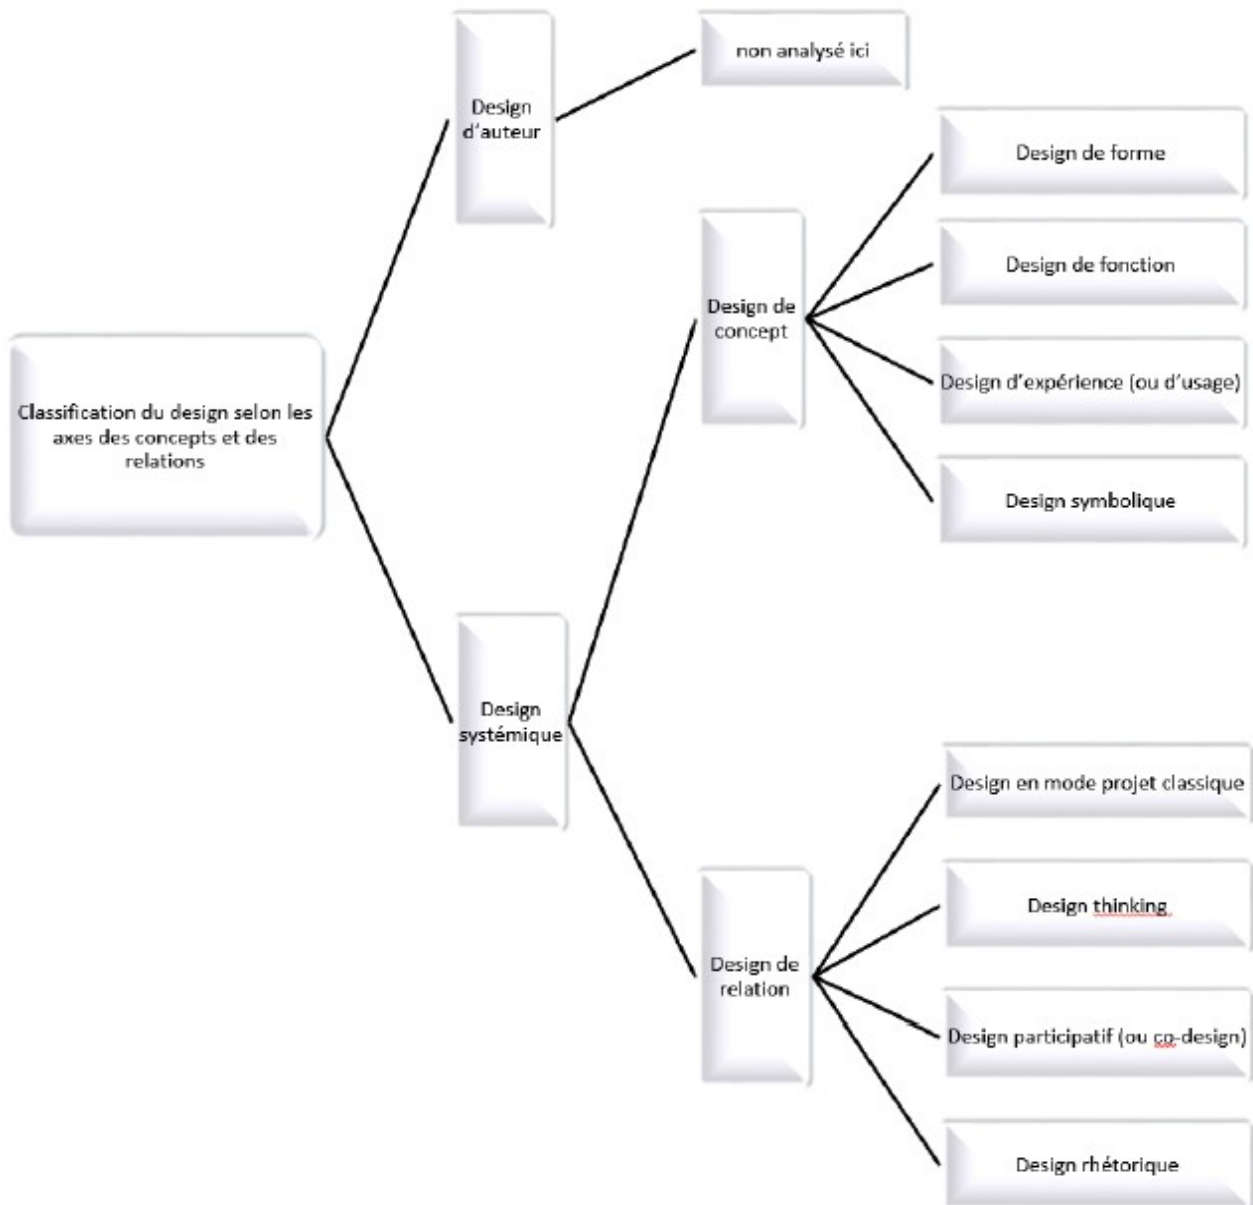 non analysé ici
Design
d'auteur
Design de forme
Design de fonction
Design de
concept
Design d'expérience (ou d'usage)
Classification du design selon les
axes des concepts et des
relations
Design symbolique
Design
systémique
Design en mode projet classique
Design thinking
Design de
relation
Design participatif (ou co-design)
Design rhétorique